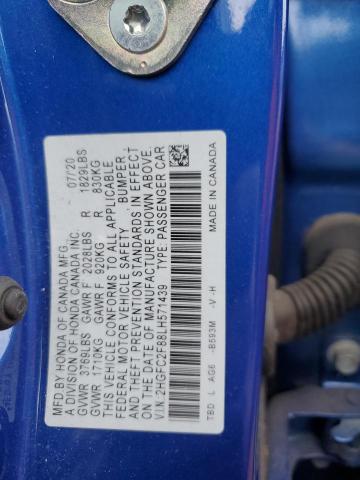 MFD BY HONDA OF CANADA MFG. 07/20
A DIVISION OF HONDA CANADA INC.
GVWR 3769LBS GAWR F 2028LBS R 1829LBS
GVWR 1710KG GAWR F 920KG R 830KG
THIS VEHICLE CONFORMS TO ALL APPLICABLE
FEDERAL MOTOR VEHICLE SAFETY , BUMPER ,
AND THEFT PREVENTION STANDARDS IN EFFECT
ON THE DATE OF MANUFACTURE SHOWN ABOVE.
V.I.N: 2HGFC2F88LH571439 TYPE: PASSENGER CAR
TBD L AG6 -B593M -V-H MADE IN CANADA